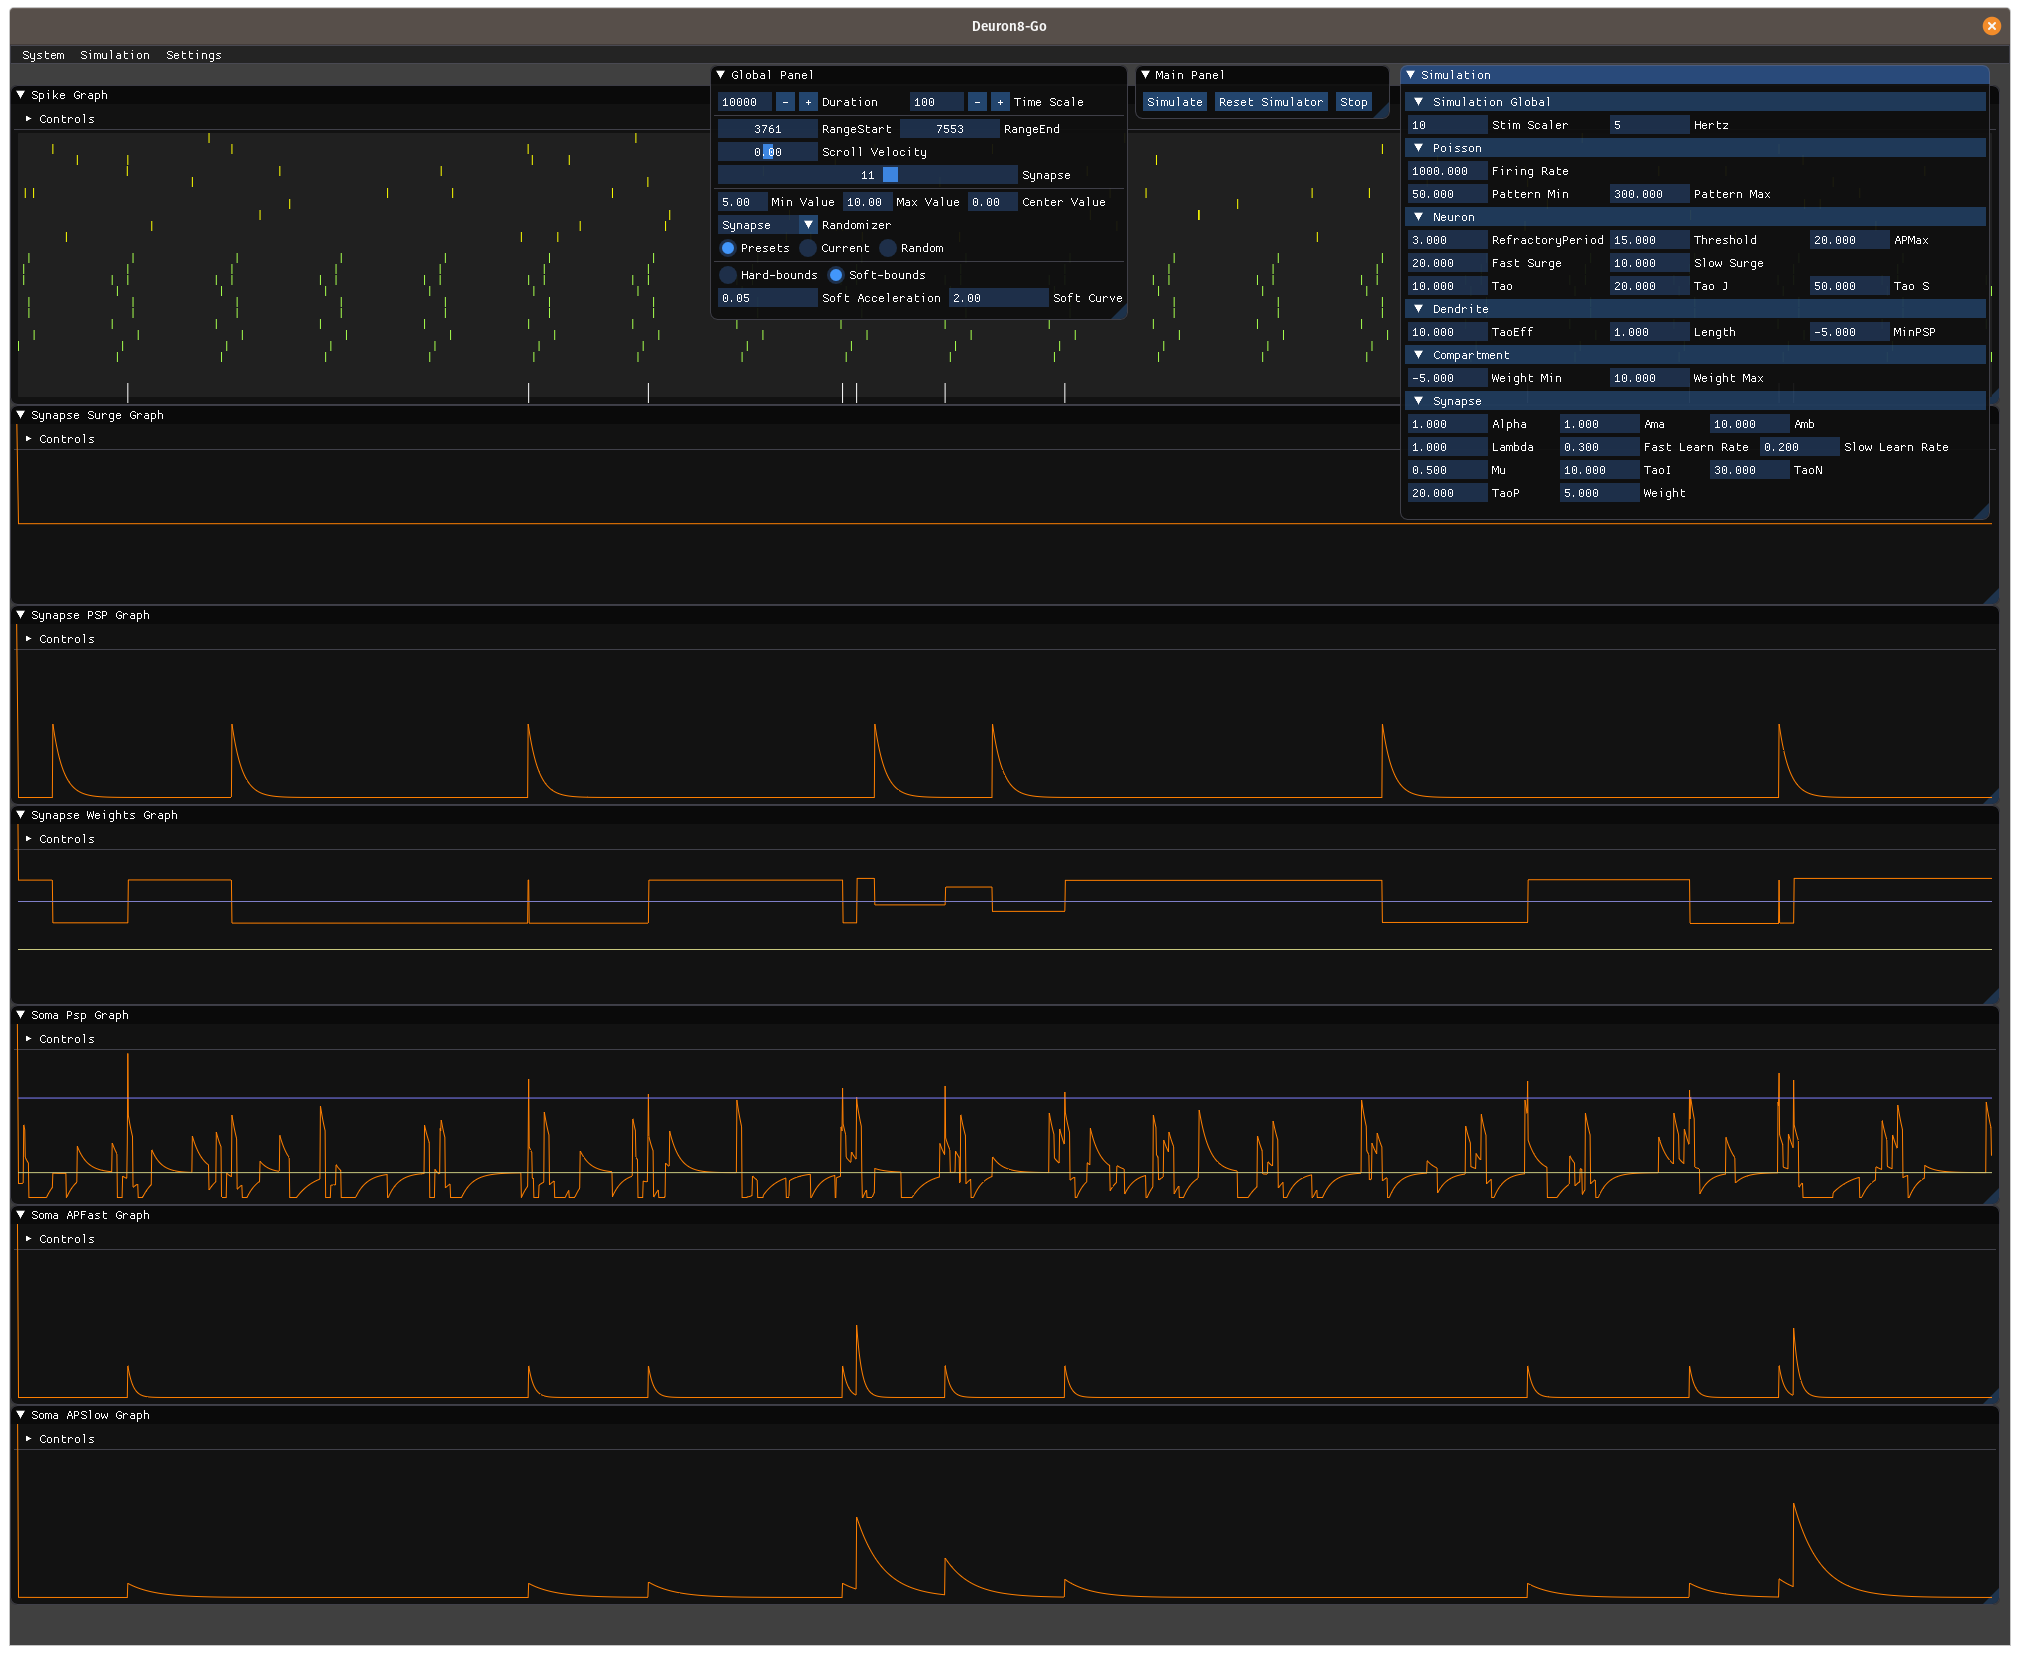 Deuron8-Go
System Simulation Settings
Spike Graph
Controls
Global Panel
10000 - + Duration 100 - + Time Scale
3761 RangeStart 7553 RangeEnd
0.00 Scroll Velocity
11 Synapse
5.00 Min Value 10.00 Max Value 0.00 Center Value
Synapse Randomizer
Presets Current Random
Hard-bounds Soft-bounds
0.05 Soft Acceleration 2.00 Soft Curve
Main Panel
Simulate Reset Simulator Stop
Simulation
Simulation Global
10 Stim Scaler 5 Hertz
Poisson
1000.000 Firing Rate
50.000 Pattern Min 300.000 Pattern Max
Neuron
3.000 RefractoryPeriod 15.000 Threshold 20.000 APMax
20.000 Fast Surge 10.000 Slow Surge
10.000 Tao 20.000 Tao J 50.000 Tao S
Dendrite
10.000 TaoEff 1.000 Length -5.000 MinPSP
Compartment
-5.000 Weight Min 10.000 Weight Max
Synapse
1.000 Alpha 1.000 Ama 10.000 Amb
1.000 Lambda 0.300 Fast Learn Rate 0.200 Slow Learn Rate
0.500 Mu 10.000 TaoI 30.000 TaoN
20.000 TaoP 5.000 Weight
Synapse Surge Graph
Controls
Synapse PSP Graph
Controls
Synapse Weights Graph
Controls
Soma Psp Graph
Controls
Soma APFast Graph
Controls
Soma APSlow Graph
Controls